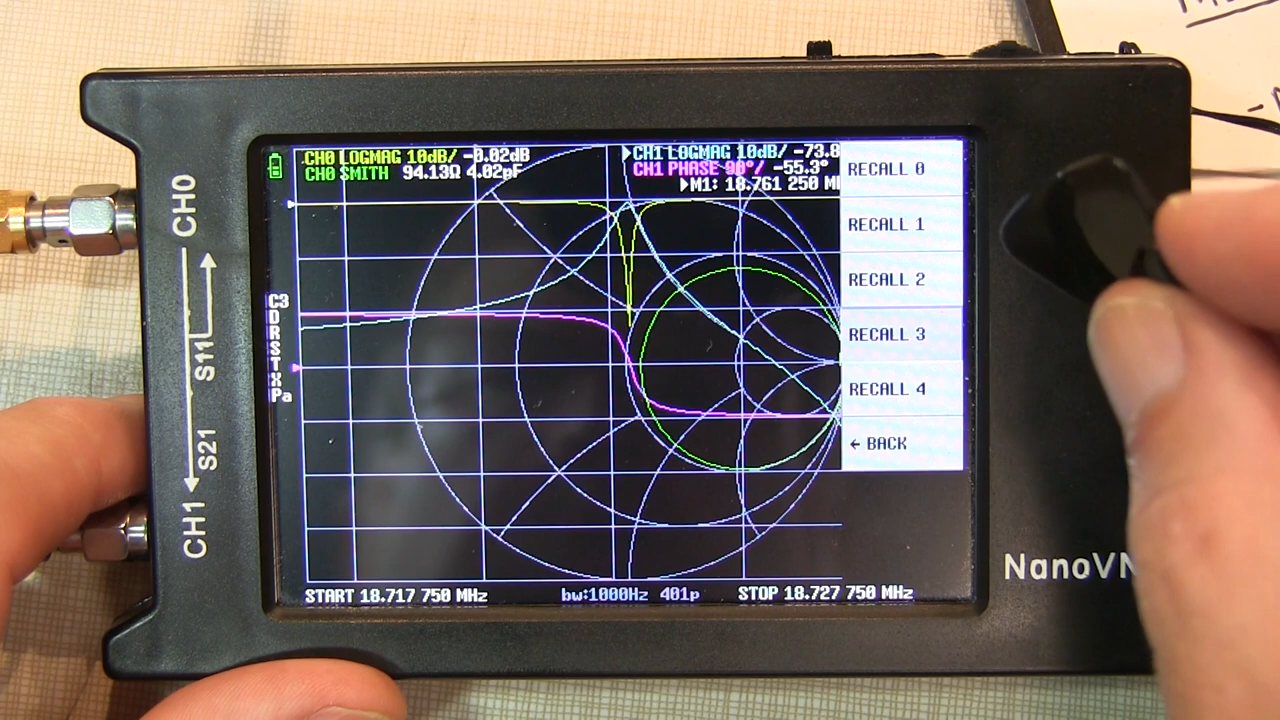 CH0 LOGMAG 10dB/ -0.02dB
CH0 SMITH 94.13Ω 4.02pF
CH1 LOGMAG 10dB/ -73.8
CH1 PHASE 90°/ -55.3°
M1: 18.761 250 M
RECALL 0
RECALL 1
RECALL 2
RECALL 3
RECALL 4
← BACK
C3
D
R
S
T
X
Pa
START 18.717 750 MHz
bw:1000Hz 401p
STOP 18.727 750 MHz
CH0
S11
S21
CH1
NanoVN